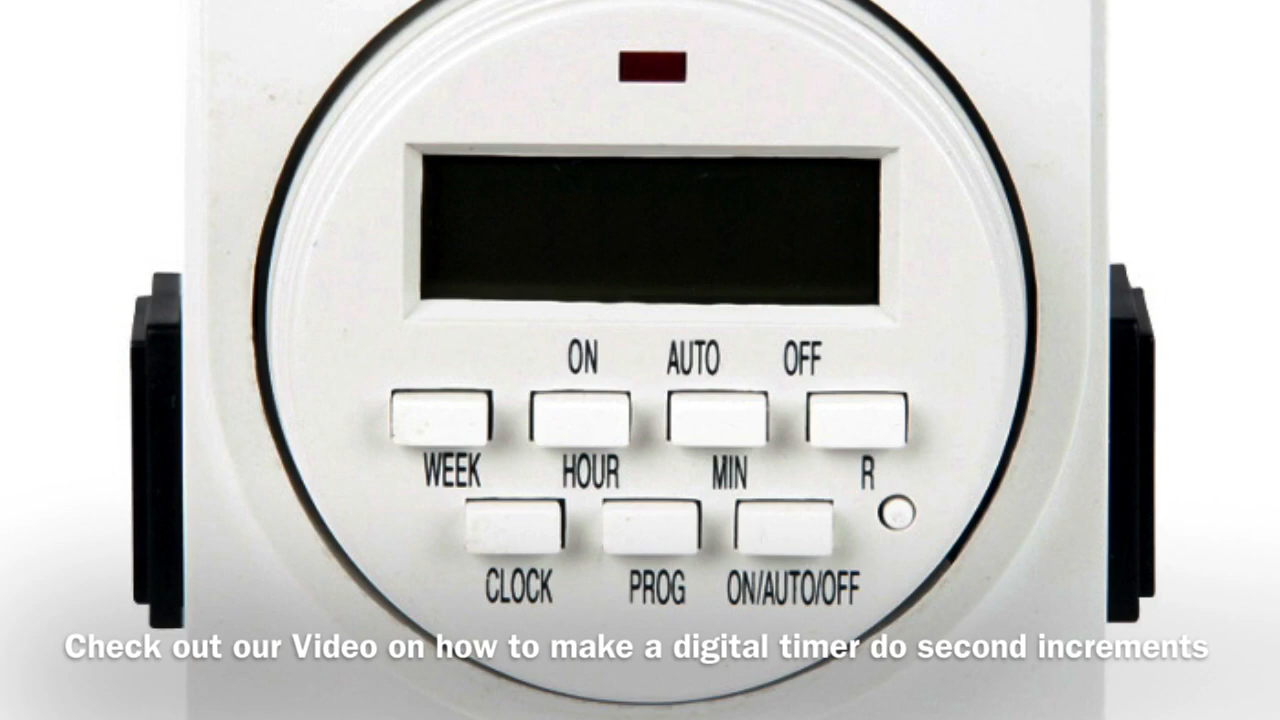 ON AUTO OFF
WEEK HOUR MIN R
CLOCK PROG ON/AUTO/OFF
Check out our Video on how to make a digital timer do second increments